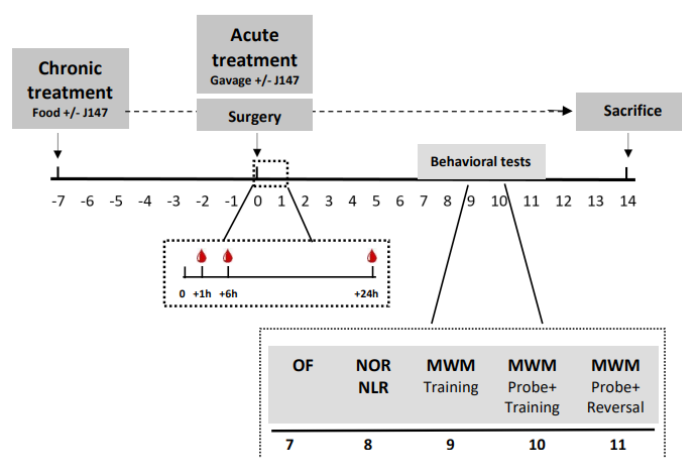 Chronic
treatment
Food +/- J147
Acute
treatment
Gavage +/- J147
Surgery
Sacrifice
Behavioral tests
-7 -6 -5 -4 -3 -2 -1 0 1 2 3 4 5 6 7 8 9 10 11 12 13 14
0 +1h +6h +24h
OF NOR MWM MWM MWM
NLR Training Probe+ Probe+
Training Reversal
7 8 9 10 11